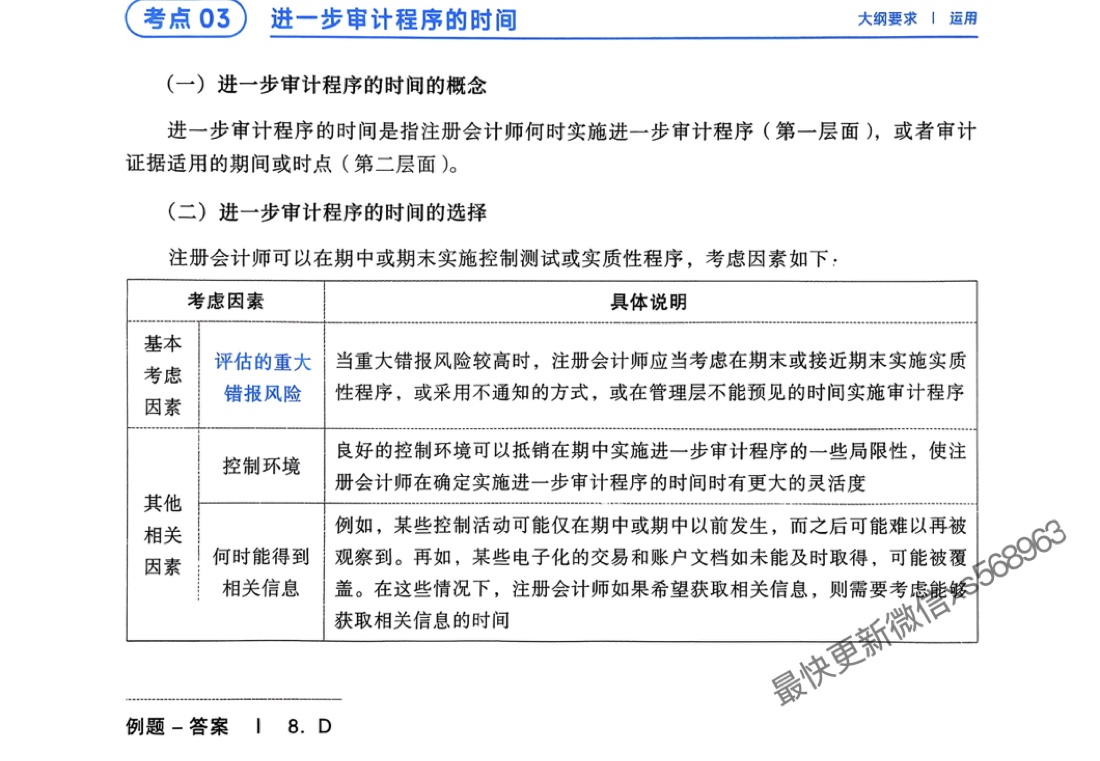 考点 03 进一步审计程序的时间 大纲要求 | 运用
（一）进一步审计程序的时间的概念
进一步审计程序的时间是指注册会计师何时实施进一步审计程序（第一层面），或者审计
证据适用的期间或时点（第二层面）。
（二）进一步审计程序的时间的选择
注册会计师可以在期中或期末实施控制测试或实质性程序，考虑因素如下：
考虑因素 具体说明
基本
考虑
因素
评估的重大
错报风险
当重大错报风险较高时，注册会计师应当考虑在期末或接近期末实施实质
性程序，或采用不通知的方式，或在管理层不能预见的时间实施审计程序
其他
相关
因素
控制环境
良好的控制环境可以抵销在期中实施进一步审计程序的一些局限性，使注
册会计师在确定实施进一步审计程序的时间时有更大的灵活度
何时能得到
相关信息
例如，某些控制活动可能仅在期中或期中以前发生，而之后可能难以再被
观察到。再如，某些电子化的交易和账户文档如未能及时取得，可能被覆
盖。在这些情况下，注册会计师如果希望获取相关信息，则需要考虑能够
获取相关信息的时间
最快更新微信xs568963
例题 – 答案 | 8. D